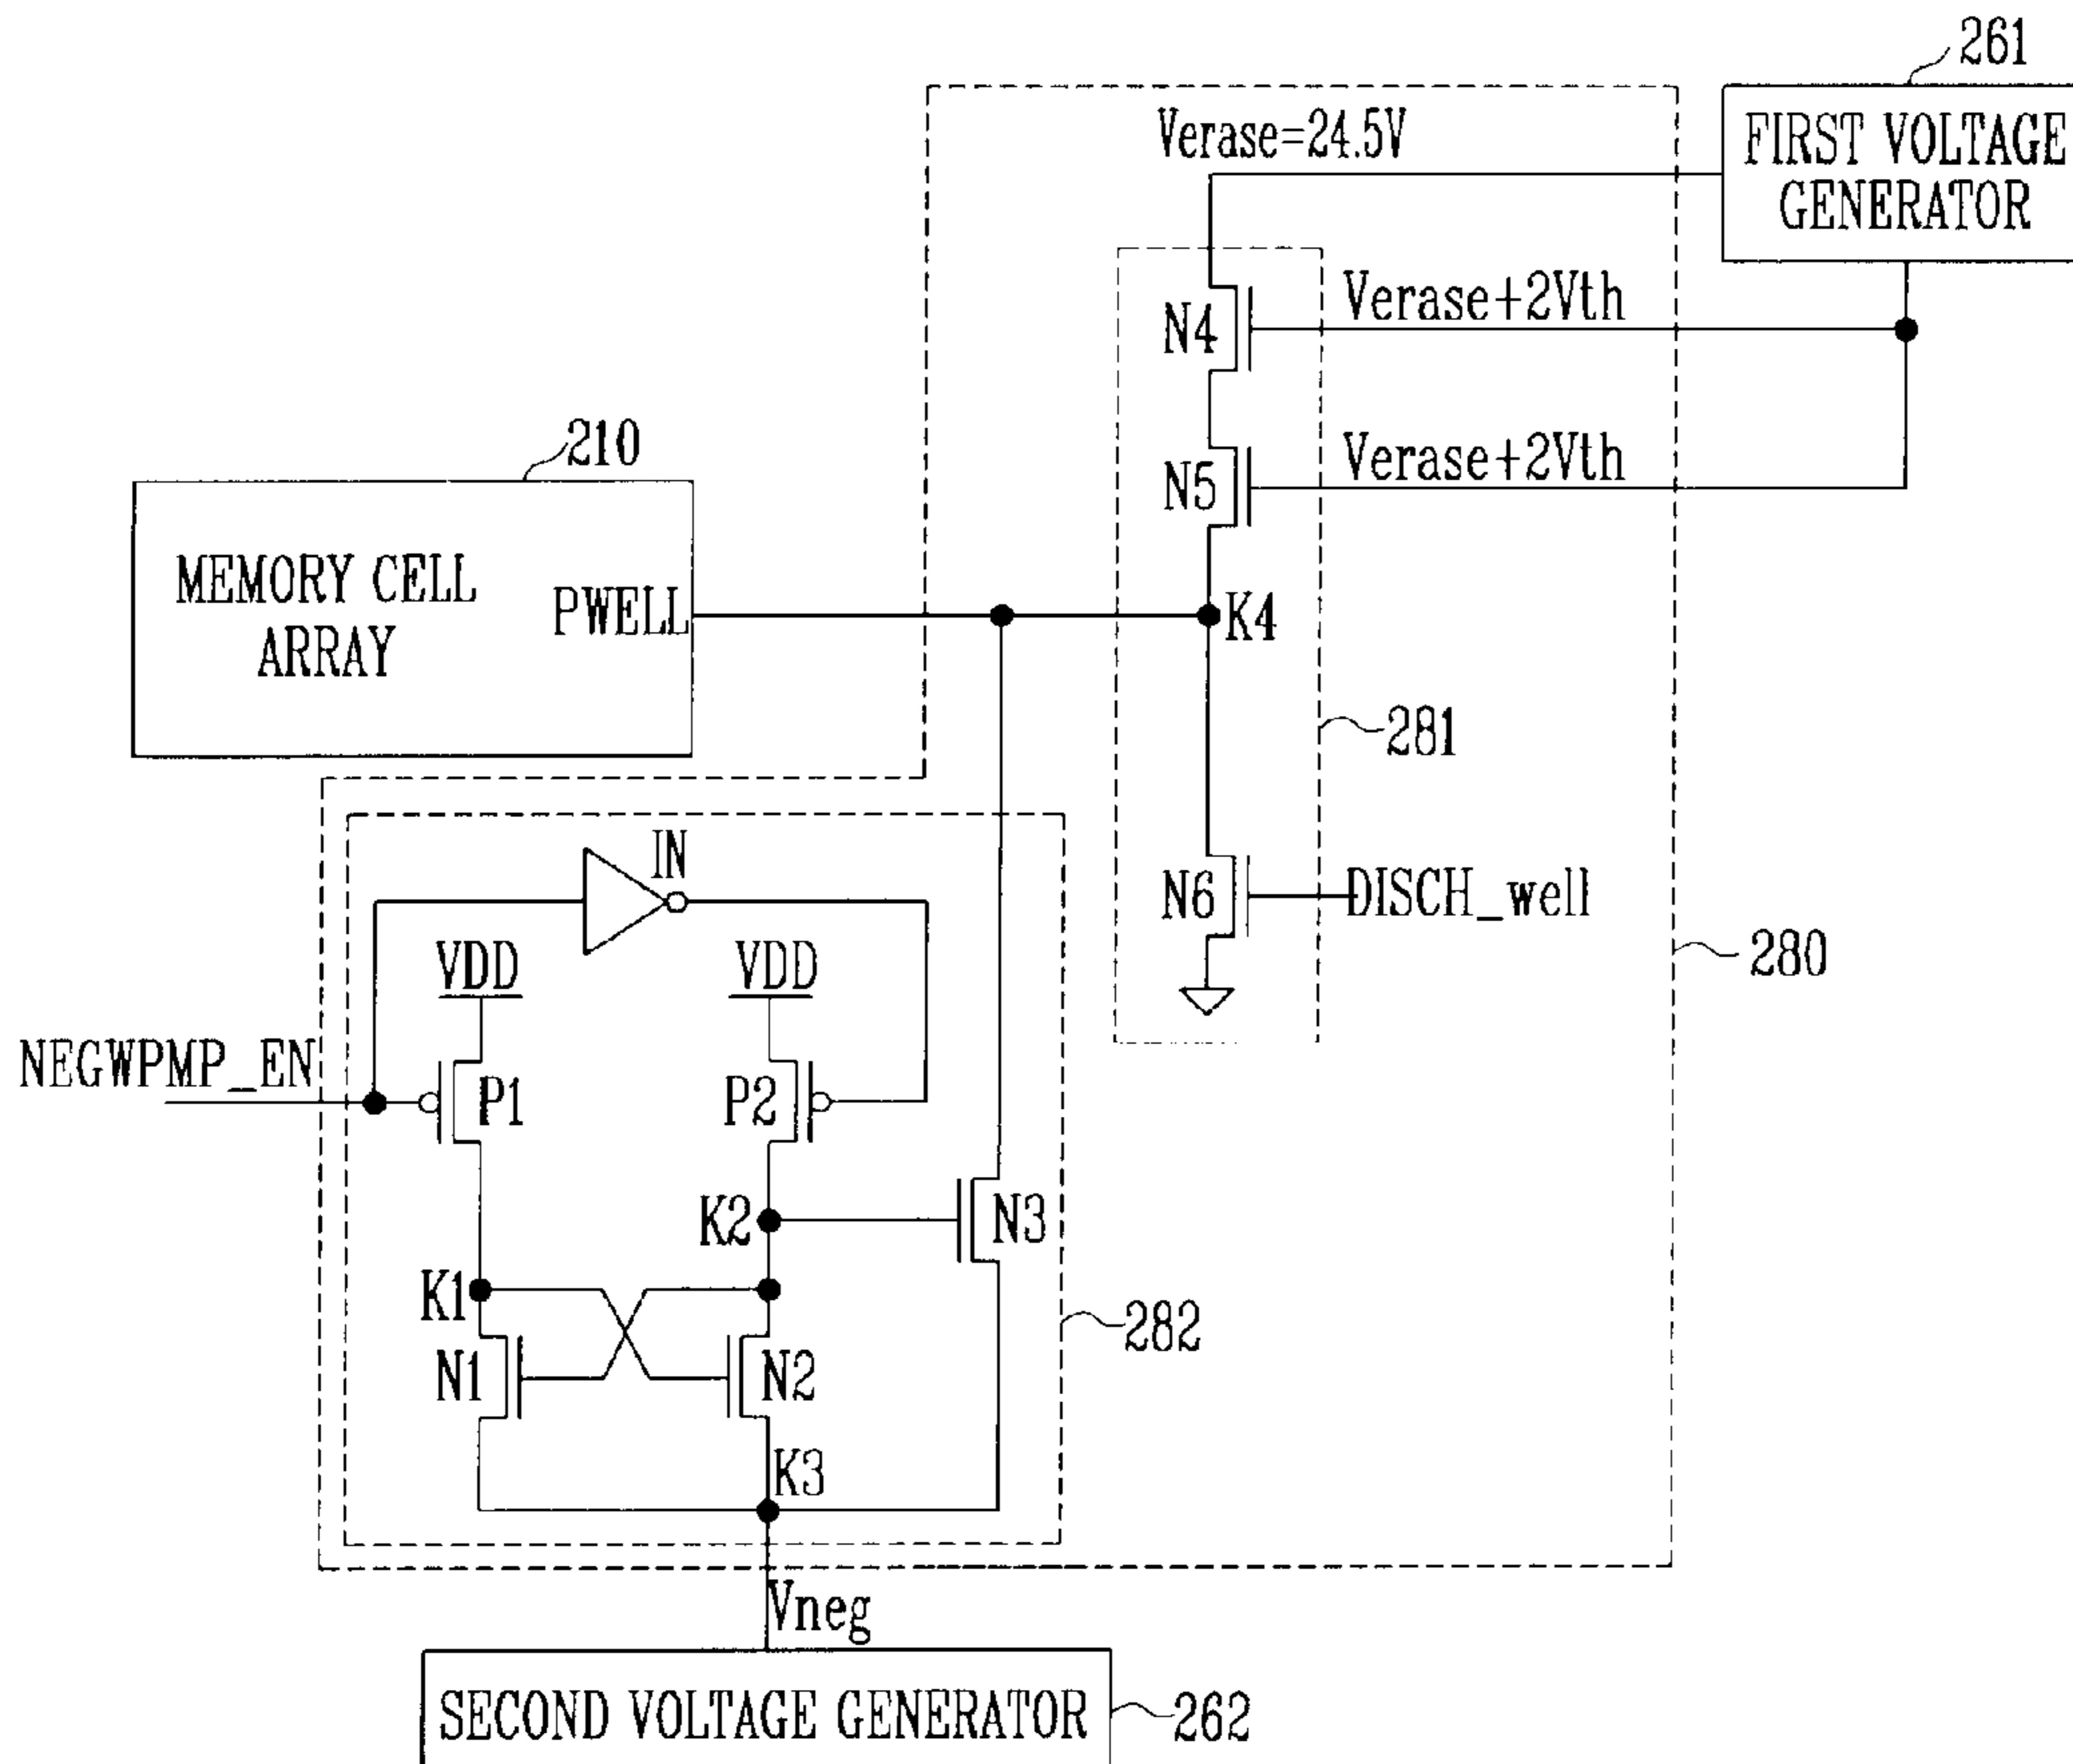 261
Verase=24.5V
FIRST VOLTAGE
GENERATOR
N4
Verase+2Vth
210
N5
Verase+2Vth
MEMORY CELL
ARRAY
PWELL
K4
281
IN
N6
DISCH_well
280
VDD
VDD
NEGWPMP_EN
P1
P2
K2
N3
K1
282
N1
N2
K3
Vneg
SECOND VOLTAGE GENERATOR
262